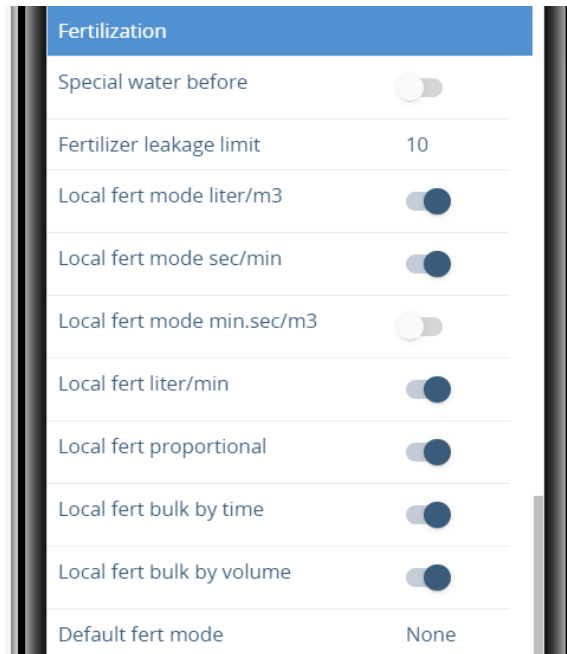 Fertilization
Special water before
Fertilizer leakage limit 10
Local fert mode liter/m3
Local fert mode sec/min
Local fert mode min.sec/m3
Local fert liter/min
Local fert proportional
Local fert bulk by time
Local fert bulk by volume
Default fert mode None